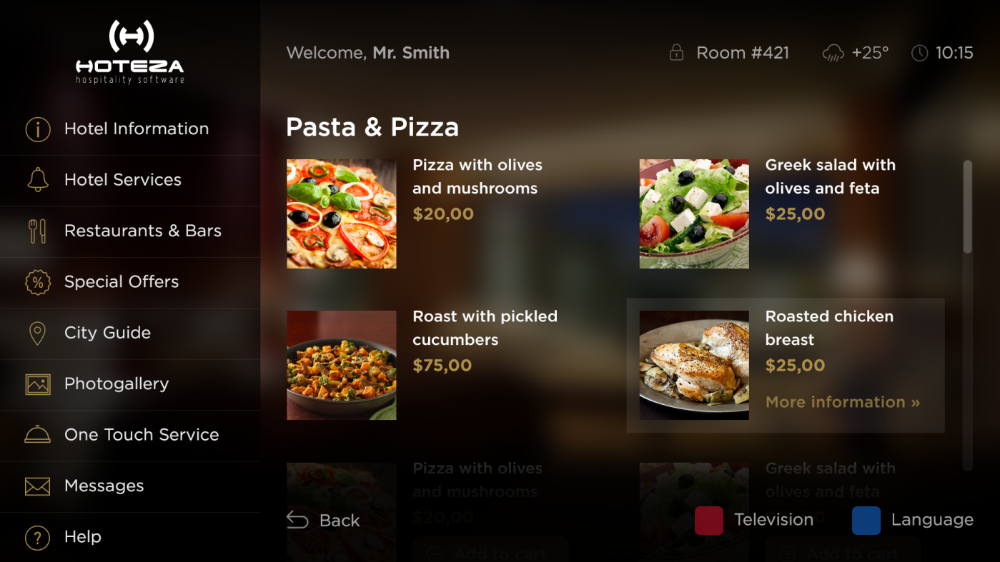 HOTEZA
hospitality software
Welcome, Mr. Smith
Room #421
+25°
10:15
Hotel Information
Hotel Services
Restaurants & Bars
Special Offers
City Guide
Photogallery
One Touch Service
Messages
Help
Pasta & Pizza
Pizza with olives
and mushrooms
$20,00
Greek salad with
olives and feta
$25,00
Roast with pickled
cucumbers
$75,00
Roasted chicken
breast
$25,00
More information »
Pizza with olives
and mushrooms
$20,00
Add to cart
Greek salad with
olives and feta
Add to cart
Back
Television
Language